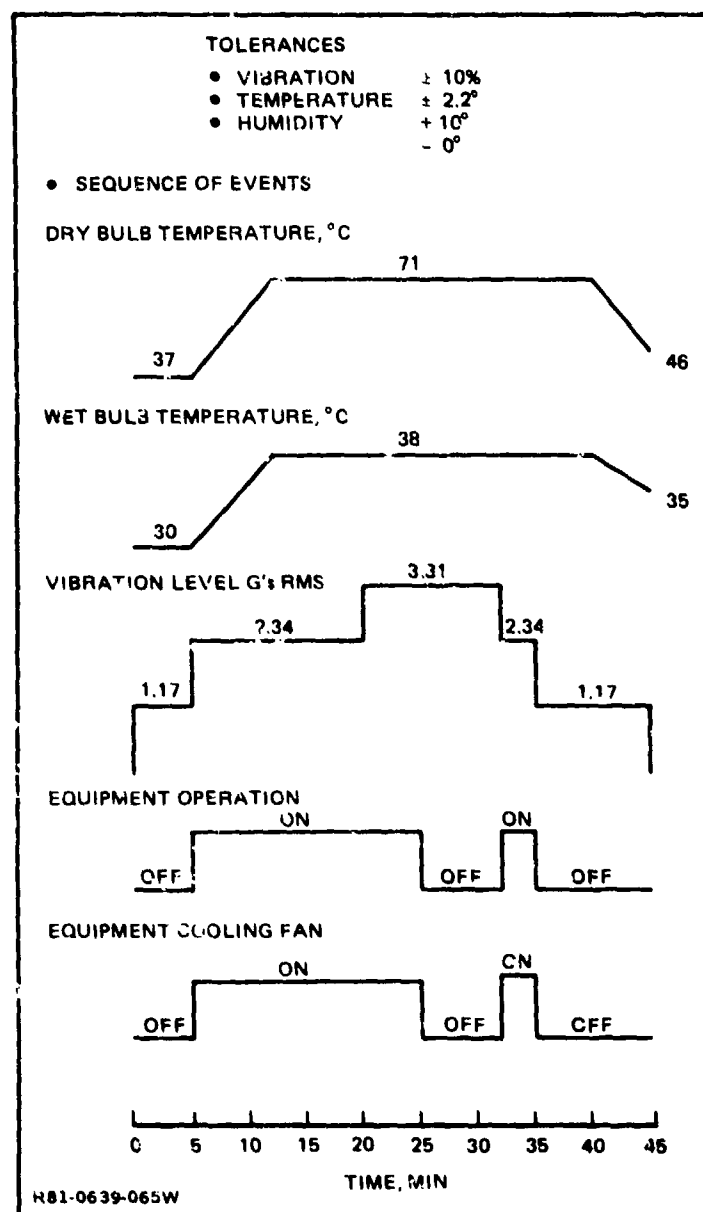 TOLERANCES
• VIBRATION ± 10%
• TEMPERATURE ± 2.2°
• HUMIDITY + 10°
- 0°
• SEQUENCE OF EVENTS
DRY BULB TEMPERATURE, °C
71
37
46
WET BULB TEMPERATURE, °C
38
30
35
VIBRATION LEVEL G's RMS
3.31
2.34 2.34
1.17 1.17
EQUIPMENT OPERATION
ON ON
OFF OFF OFF
EQUIPMENT COOLING FAN
ON ON
OFF OFF OFF
0 5 10 15 20 25 30 35 40 45
TIME, MIN
R81-0639-065W